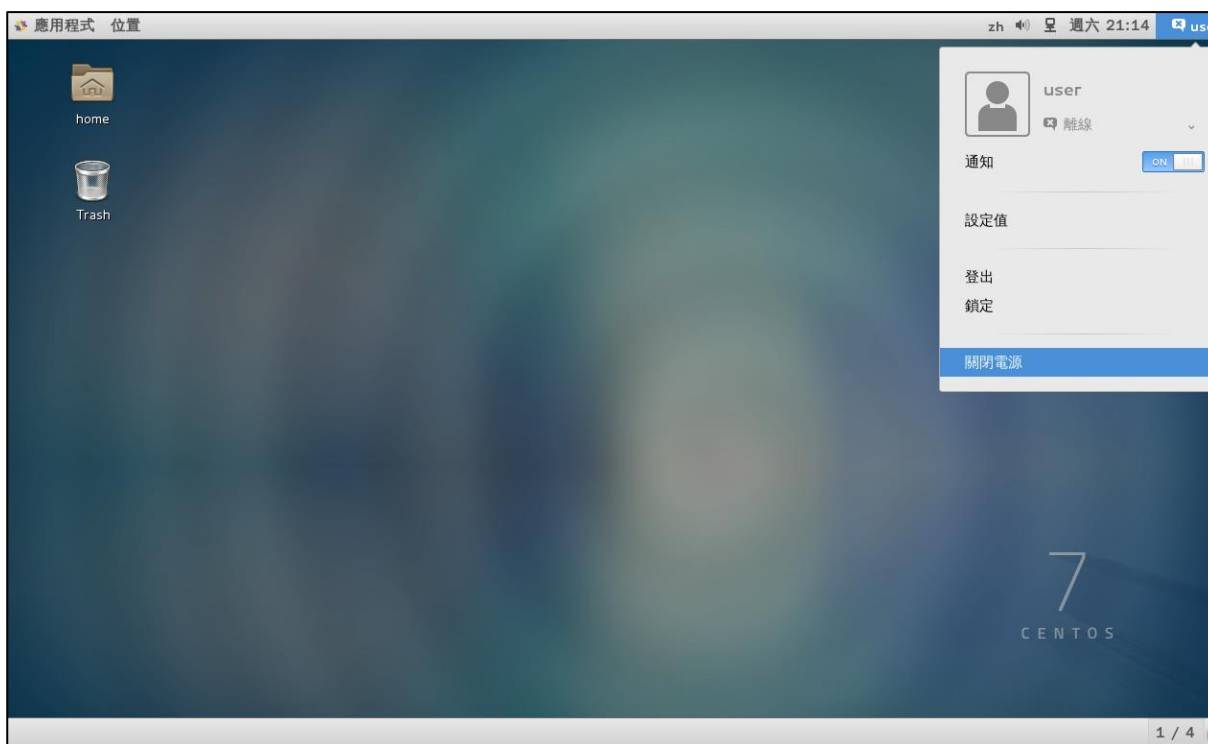 應用程式 位置 zh 週六 21:14 use
home
Trash
user
離線
通知 ON
設定值
登出
鎖定
關閉電源
7
CENTOS
1 / 4